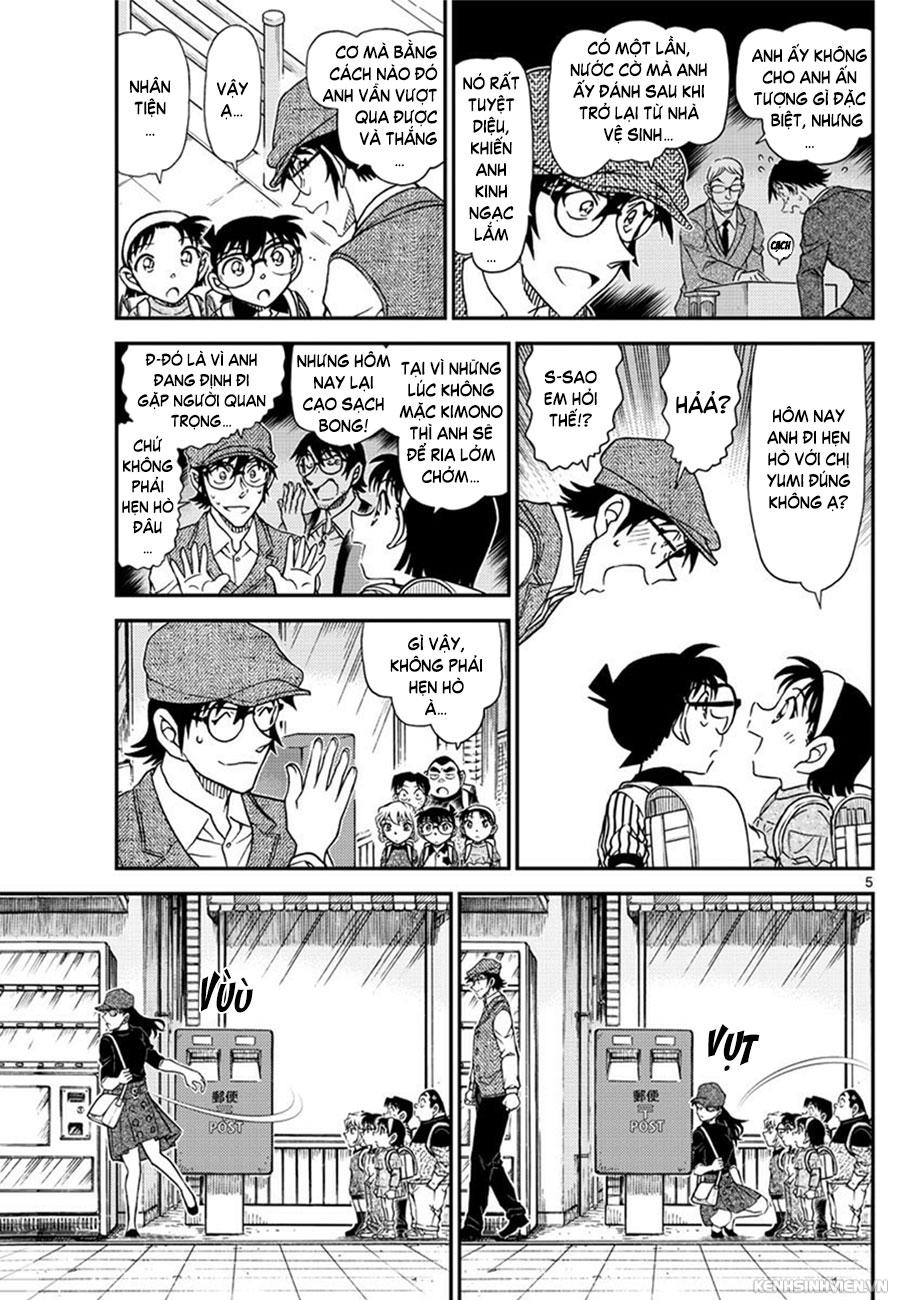 ANH ẤY KHÔNG
CHO ANH ẤN
TƯỢNG GÌ ĐẶC
BIỆT, NHƯNG
...
CÓ MỘT LẦN,
NƯỚC CỜ MÀ ANH
ẤY ĐÁNH SAU KHI
TRỞ LẠI TỪ NHÀ
VỆ SINH...
NÓ RẤT
TUYỆT
DIỆU,
KHIẾN
ANH
KINH
NGẠC
LẮM
CẠCH
CƠ MÀ BẰNG
CÁCH NÀO ĐÓ
ANH VẪN VƯỢT
QUA ĐƯỢC
VÀ THẮNG
...
VẬY
Ạ...
NHÂN
TIỆN
...
HÔM NAY
ANH ĐI HẸN
HÒ VỚI CHỊ
YUMI ĐÚNG
KHÔNG Ạ?
HẢẢ?
S-SAO
EM HỎI
THẾ!?
TẠI VÌ NHỮNG
LÚC KHÔNG
MẶC KIMONO
THÌ ANH SẼ
ĐỂ RIA LỞM
CHỞM...
NHƯNG HÔM
NAY LẠI
CẠO SẠCH
BONG!
Đ-ĐÓ LÀ VÌ ANH
ĐANG ĐỊNH ĐI
GẶP NGƯỜI QUAN
TRỌNG...
CHỨ
KHÔNG PHẢI
HẸN HÒ
ĐÂU
...
GÌ VẬY,
KHÔNG PHẢI
HẸN HÒ
À...
5
VỤT
郵便
POST
VÙÙ
郵便
POST
KENHSINHVIEN.VN